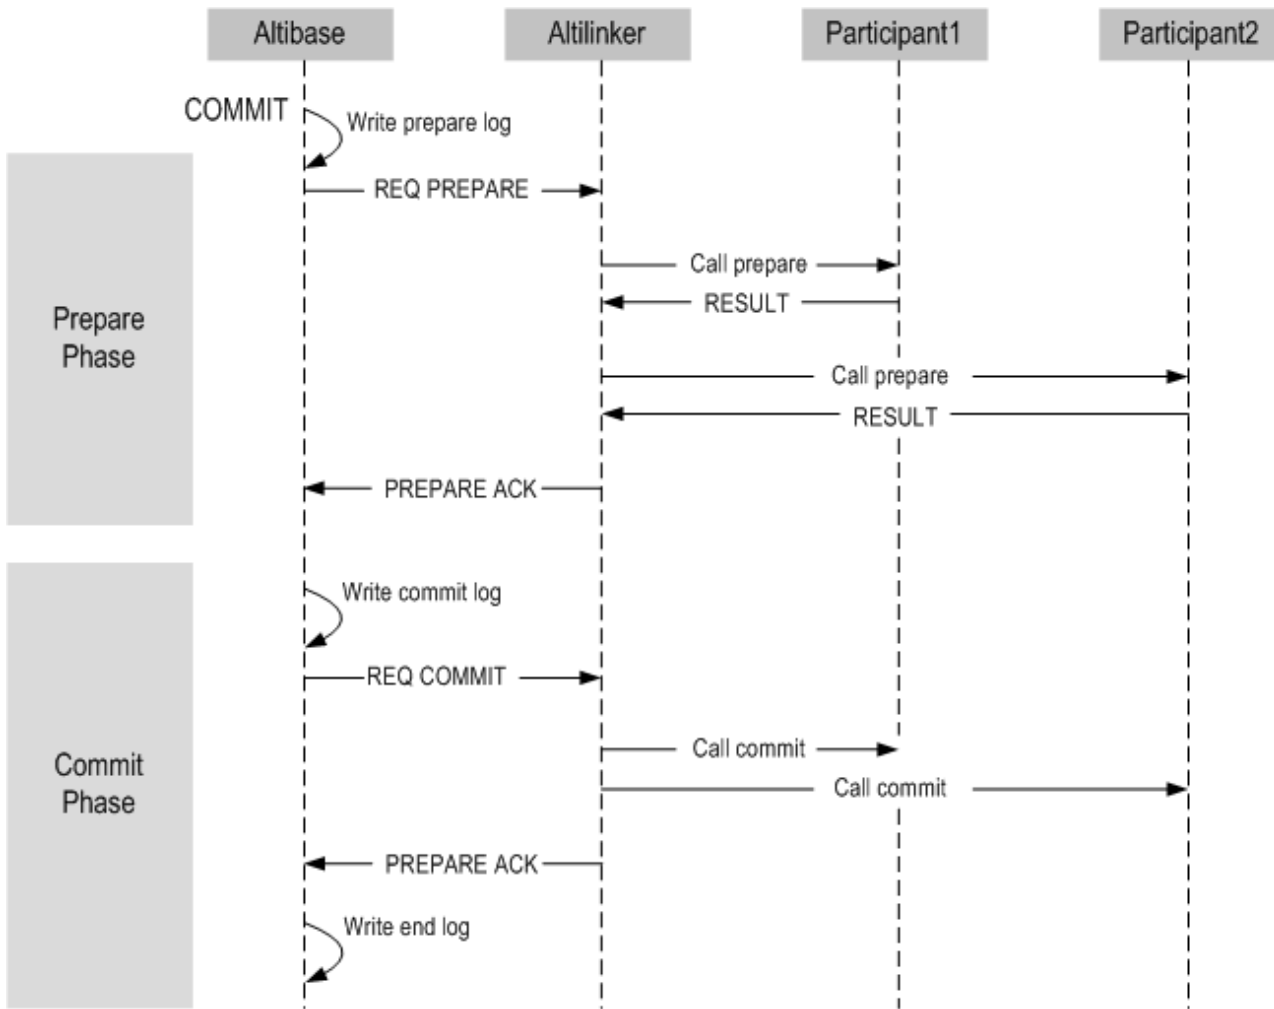 Altibase
Altilinker
Participant1
Participant2
COMMIT
Write prepare log
REQ PREPARE
Call prepare
RESULT
Prepare
Phase
Call prepare
RESULT
PREPARE ACK
Write commit log
REQ COMMIT
Call commit
Commit
Phase
Call commit
PREPARE ACK
Write end log